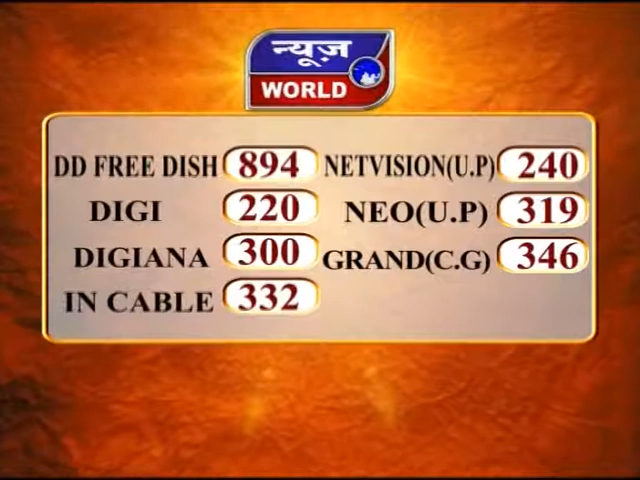 न्यूज़
WORLD
DD FREE DISH 894 NETVISION(U.P) 240
DIGI 220 NEO(U.P) 319
DIGIANA 300 GRAND(C.G) 346
IN CABLE 332